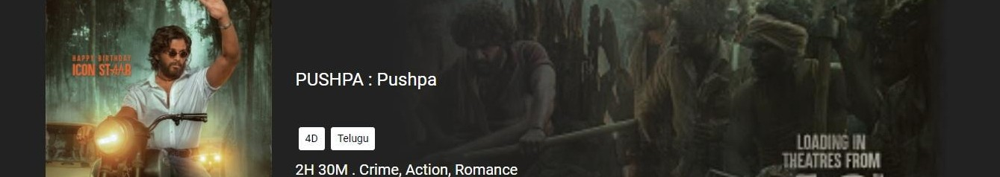 HAPPY BIRTHDAY
ICON STAAR
PUSHPA : Pushpa
4D
Telugu
2H 30M . Crime, Action, Romance
LOADING IN
THEATRES FROM